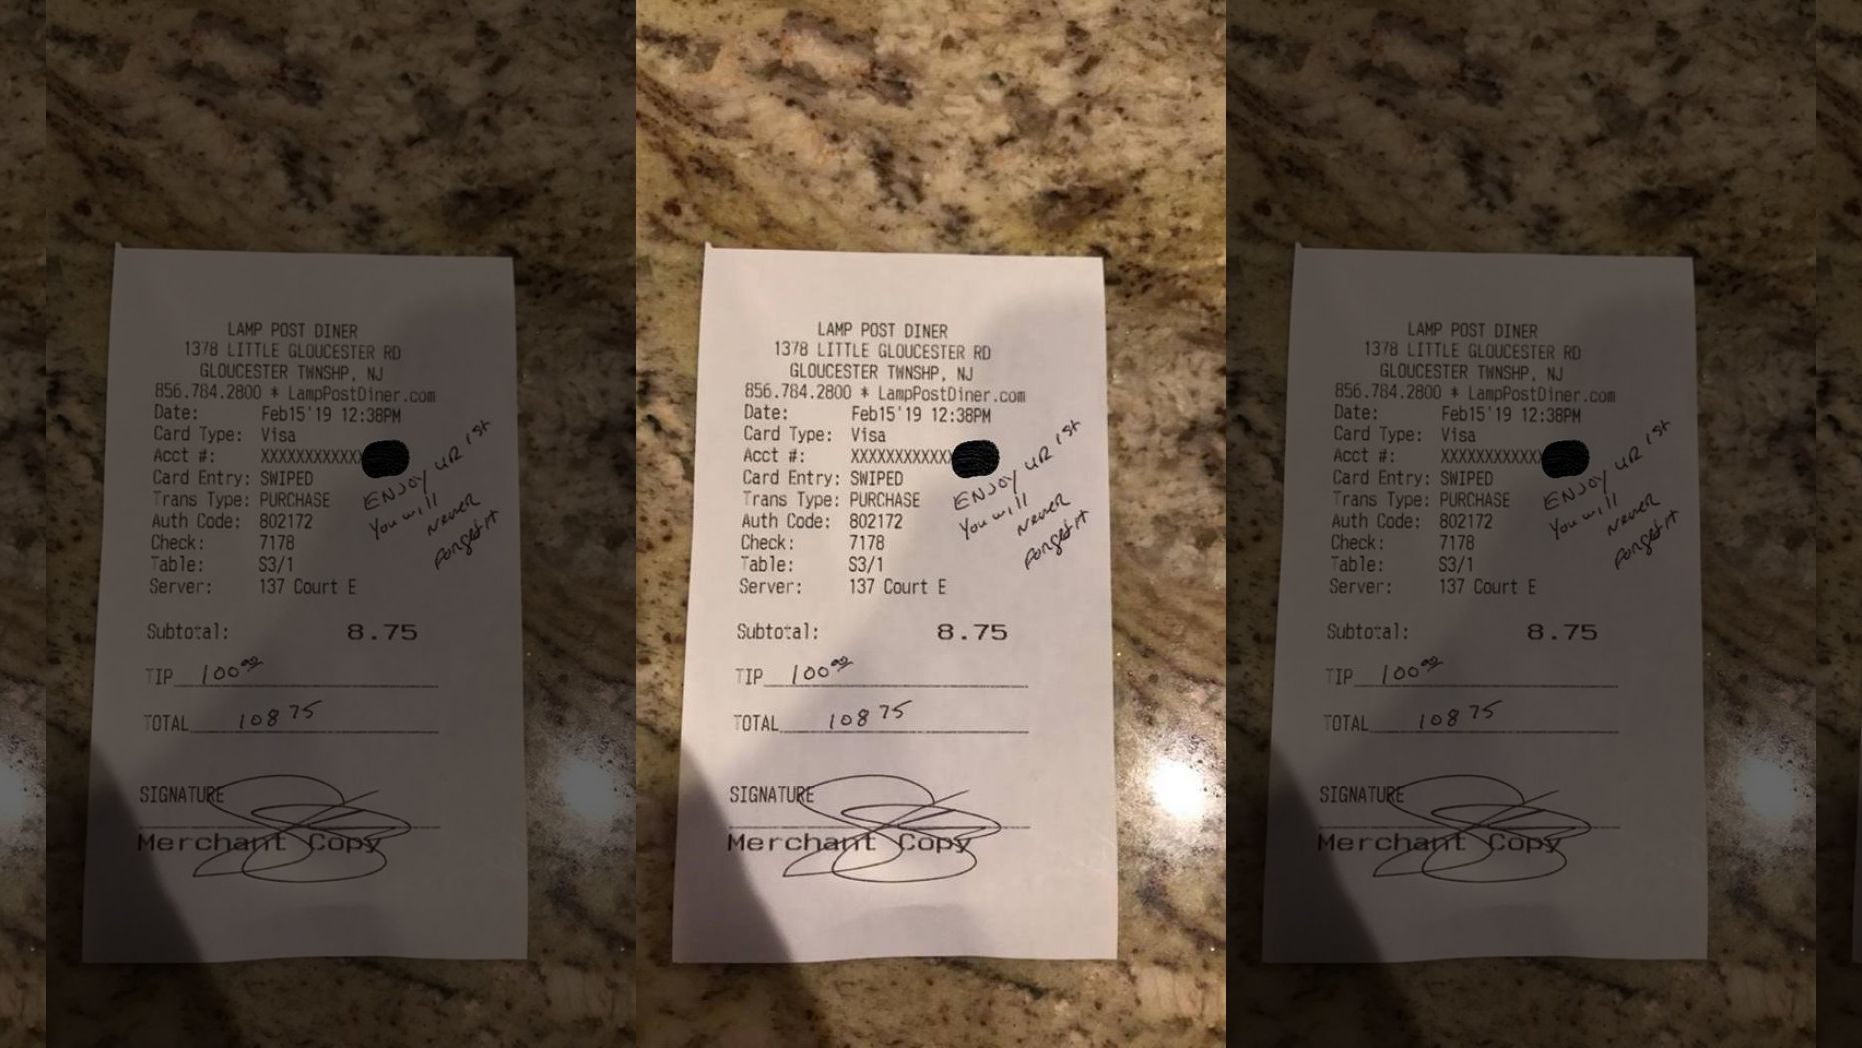 LAMP POST DINER
1378 LITTLE GLOUCESTER RD
GLOUCESTER TWNSHP, NJ
856.784.2800 * LampPostDiner.com
Date: Feb15'19 12:38PM
Card Type: Visa
Acct #: XXXXXXXXXXXX
Card Entry: SWIPED
Trans Type: PURCHASE
Auth Code: 802172
Check: 7178
Table: S3/1
Server: 137 Court E
ENJOY UR 1st
You will
never
forget it
Subtotal: 8.75
TIP 100.00
TOTAL 108 75
SIGNATURE
Merchant Copy